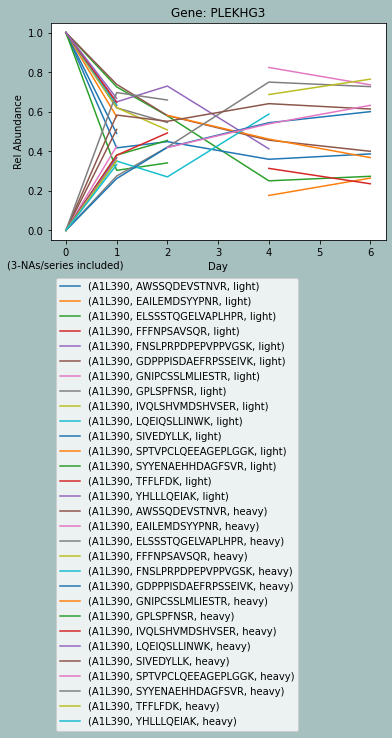 Gene: PLEKHG3
1.0
0.8
0.6
0.4
0.2
0.0
Rel Abundance
0 1 2 3 4 5 6
(3-NAs/series included)
Day
(A1L390, AWSSQDEVSTNVR, light)
(A1L390, EAILEMDSYYPNR, light)
(A1L390, ELSSSTQGELVAPLHPR, light)
(A1L390, FFFNPSAVSQR, light)
(A1L390, FNSLPRPDPEPVPPVGSK, light)
(A1L390, GDPPPISDAEFRPSSEIVK, light)
(A1L390, GNIPCSSLMLIESTR, light)
(A1L390, GPLSPFNSR, light)
(A1L390, IVQLSHVMDSHVSER, light)
(A1L390, LQEIQSLLINWK, light)
(A1L390, SIVEDYLLK, light)
(A1L390, SPTVPCLQEEAGEPLGGK, light)
(A1L390, SYYENAEHHDAGFSVR, light)
(A1L390, TFFLFDK, light)
(A1L390, YHLLLQEIAK, light)
(A1L390, AWSSQDEVSTNVR, heavy)
(A1L390, EAILEMDSYYPNR, heavy)
(A1L390, ELSSSTQGELVAPLHPR, heavy)
(A1L390, FFFNPSAVSQR, heavy)
(A1L390, FNSLPRPDPEPVPPVGSK, heavy)
(A1L390, GDPPPISDAEFRPSSEIVK, heavy)
(A1L390, GNIPCSSLMLIESTR, heavy)
(A1L390, GPLSPFNSR, heavy)
(A1L390, IVQLSHVMDSHVSER, heavy)
(A1L390, LQEIQSLLINWK, heavy)
(A1L390, SIVEDYLLK, heavy)
(A1L390, SPTVPCLQEEAGEPLGGK, heavy)
(A1L390, SYYENAEHHDAGFSVR, heavy)
(A1L390, TFFLFDK, heavy)
(A1L390, YHLLLQEIAK, heavy)